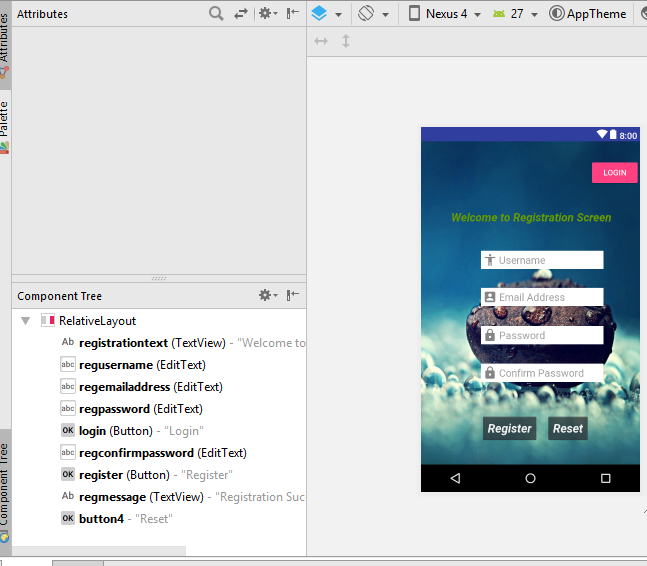 Attributes
Nexus 4
27
AppTheme
Attributes
Palette
8:00
LOGIN
Welcome to Registration Screen
Username
Email Address
Password
Confirm Password
Register
Reset
Component Tree
RelativeLayout
Ab registrationtext (TextView) - "Welcome to
abc regusername (EditText)
abc regemailaddress (EditText)
abc regpassword (EditText)
OK login (Button) - "Login"
abc regconfirmpassword (EditText)
OK register (Button) - "Register"
Ab regmessage (TextView) - "Registration Suc
OK button4 - "Reset"
Component Tree